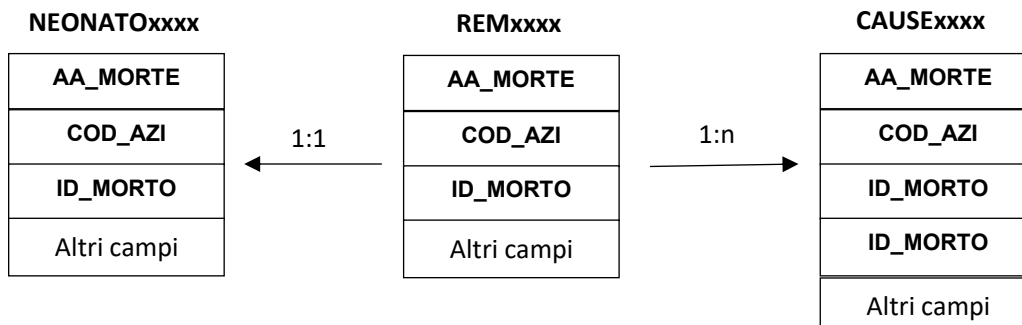 NEONATOxxxx
AA_MORTE
COD_AZI
ID_MORTO
Altri campi
1:1
REMxxxx
AA_MORTE
COD_AZI
ID_MORTO
Altri campi
1:n
CAUSExxxx
AA_MORTE
COD_AZI
ID_MORTO
ID_MORTO
Altri campi